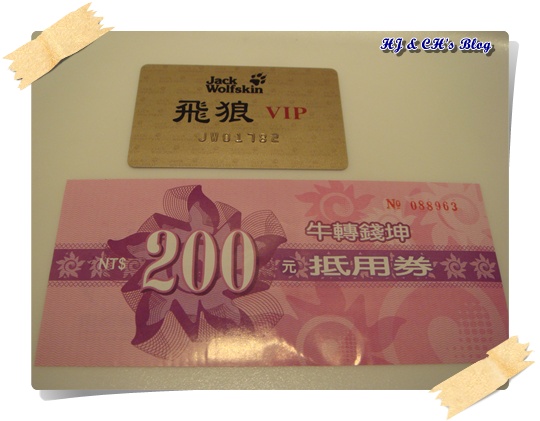 HJ & CH's Blog
Jack
Wolfskin
飛狼 VIP
JW01782
№ 088963
牛轉錢坤
NT$ 200 元 抵用券